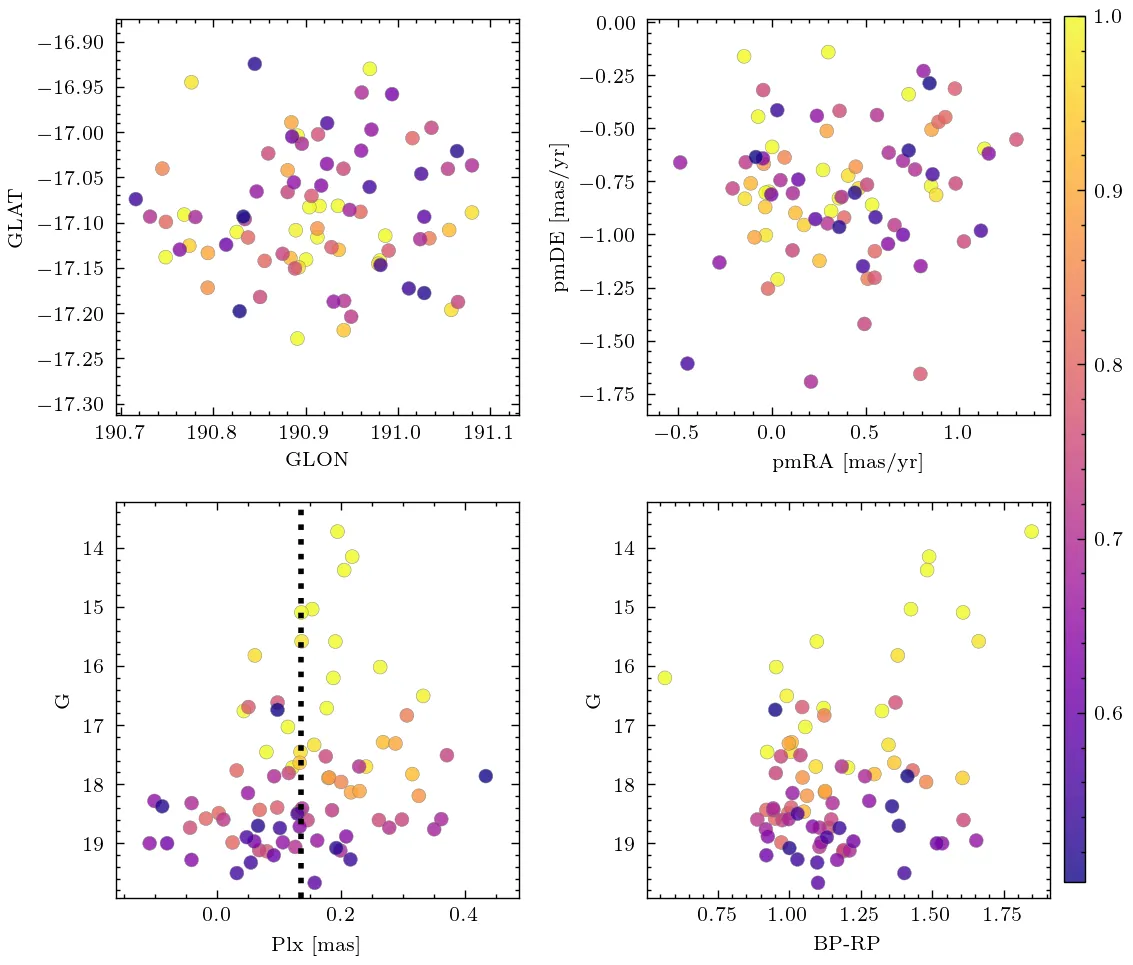 −16.90
−16.95
−17.00
−17.05
−17.10
−17.15
−17.20
−17.25
−17.30
GLAT
190.7 190.8 190.9 191.0 191.1
GLON
0.00
−0.25
−0.50
−0.75
−1.00
−1.25
−1.50
−1.75
pmDE [mas/yr]
−0.5 0.0 0.5 1.0
pmRA [mas/yr]
14
15
16
17
18
19
G
0.0 0.2 0.4
Plx [mas]
14
15
16
17
18
19
G
0.75 1.00 1.25 1.50 1.75
BP-RP
1.0
0.9
0.8
0.7
0.6